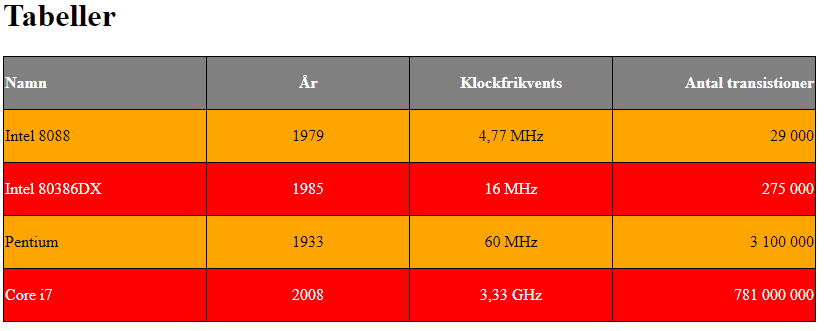 Tabeller
Namn År Klockfrikvents Antal transistioner
Intel 8088 1979 4,77 MHz 29 000
Intel 80386DX 1985 16 MHz 275 000
Pentium 1933 60 MHz 3 100 000
Core i7 2008 3,33 GHz 781 000 000